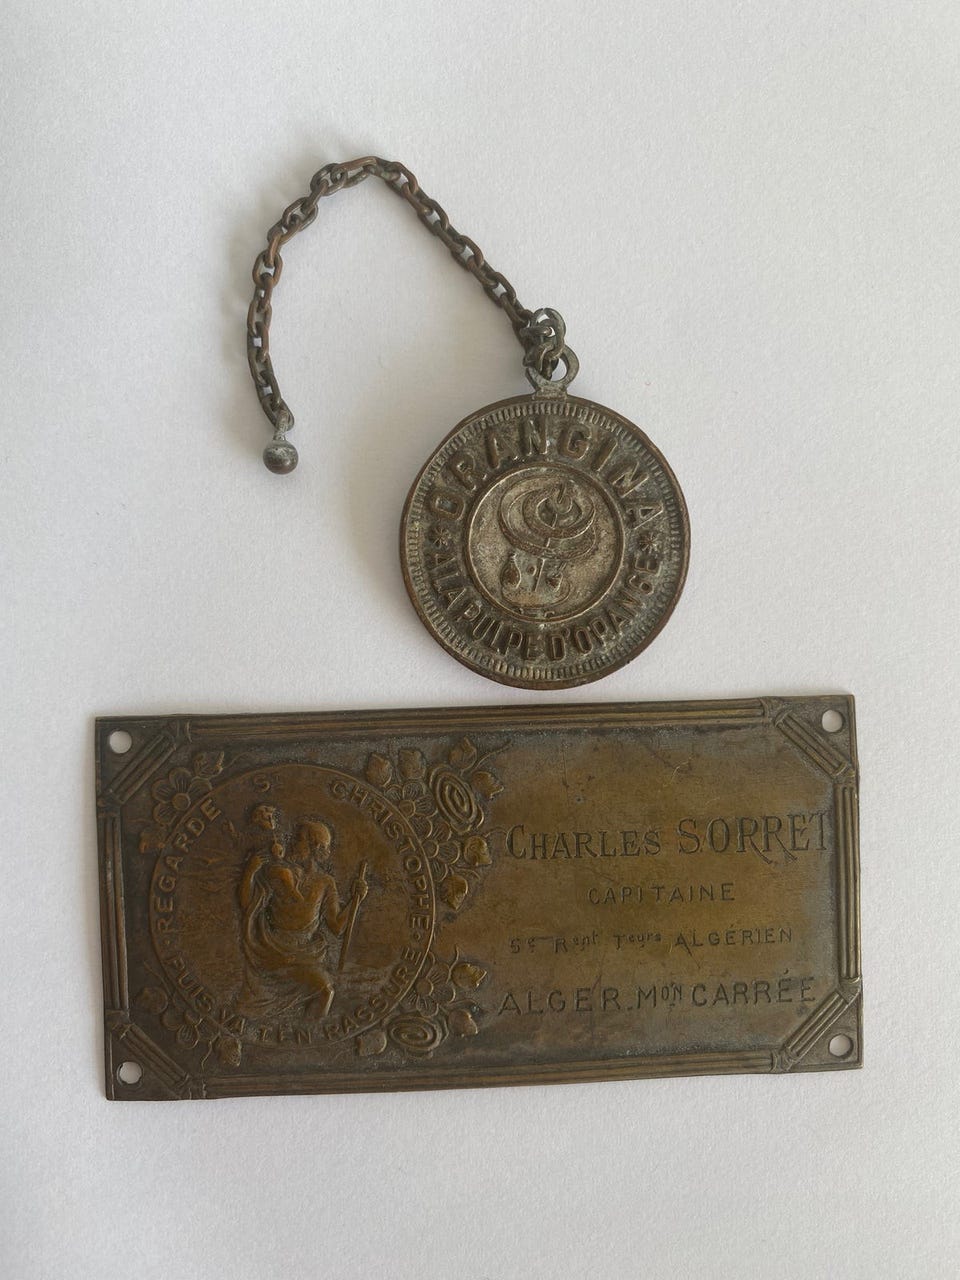 ORANGINA
* A LA PULPE D'ORANGE *
REGARDE ST CHRISTOPHE
PUIS VA T'EN RASSURÉ
CHARLES SORRET
CAPITAINE
5e Rent Teurs ALGÉRIEN
ALGER. MON CARRÉE